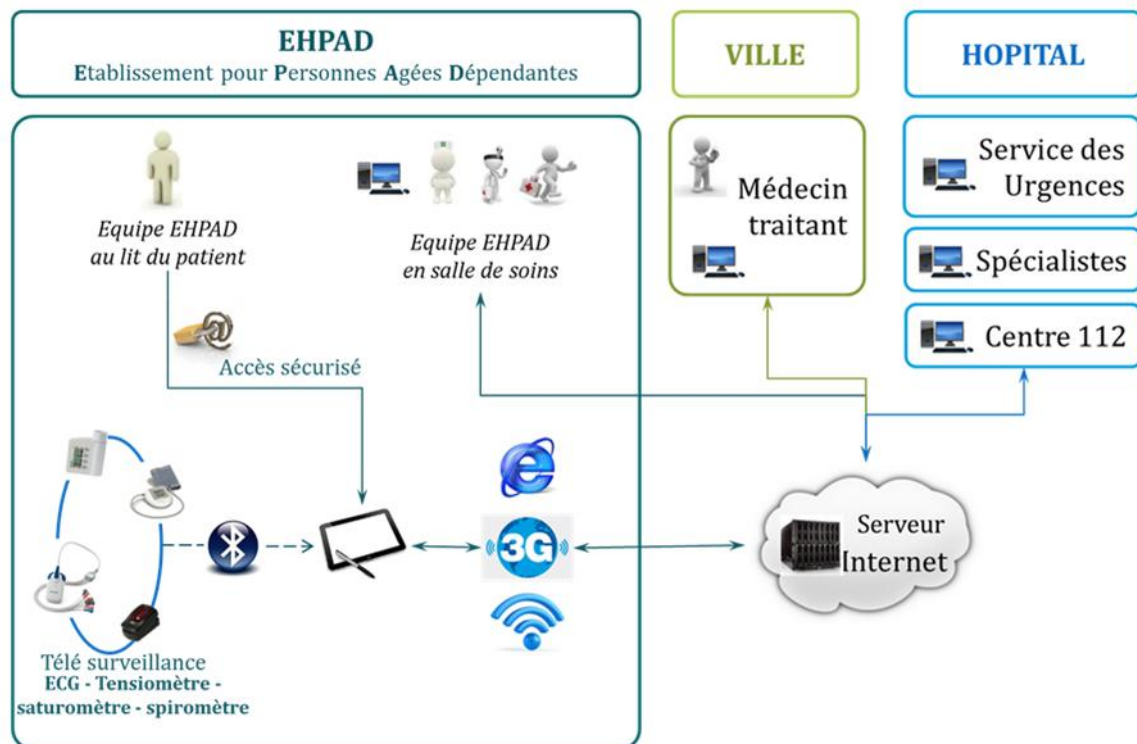 EHPAD
Etablissement pour Personnes Agées Dépendantes
VILLE
HOPITAL
Equipe EHPAD
au lit du patient
Equipe EHPAD
en salle de soins
Médecin
traitant
Service des
Urgences
Spécialistes
Centre 112
Accès sécurisé
3G
Serveur
Internet
Télé surveillance
ECG - Tensiomètre -
saturomètre - spiromètre